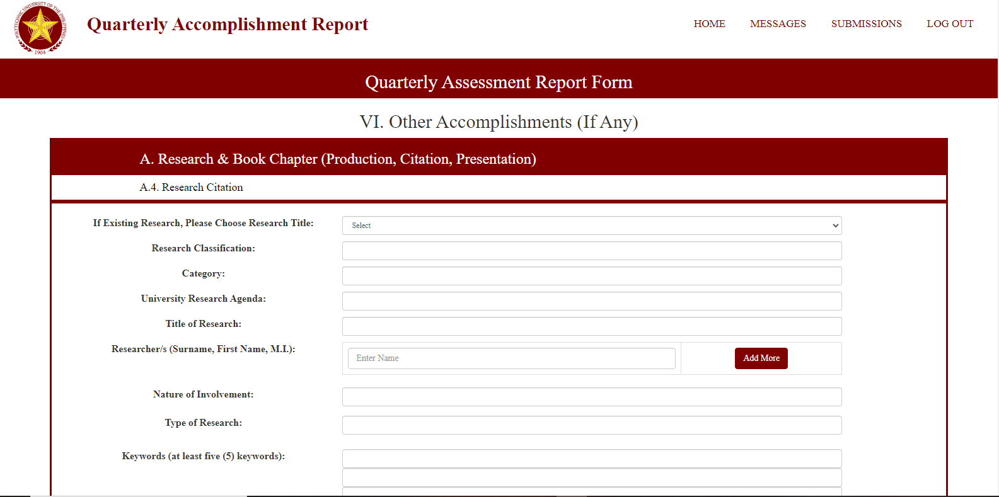 POLYTECHNIC UNIVERSITY OF THE PHILIPPINES
1904
Quarterly Accomplishment Report
HOME MESSAGES SUBMISSIONS LOG OUT
Quarterly Assessment Report Form
VI. Other Accomplishments (If Any)
A. Research & Book Chapter (Production, Citation, Presentation)
A.4. Research Citation
If Existing Research, Please Choose Research Title: Select
Research Classification:
Category:
University Research Agenda:
Title of Research:
Researcher/s (Surname, First Name, M.I.): Enter Name Add More
Nature of Involvement:
Type of Research:
Keywords (at least five (5) keywords):